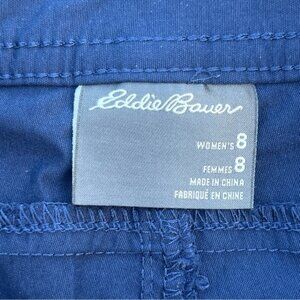 Eddie Bauer
WOMEN'S 8
FEMMES 8
MADE IN CHINA
FABRIQUÉ EN CHINE